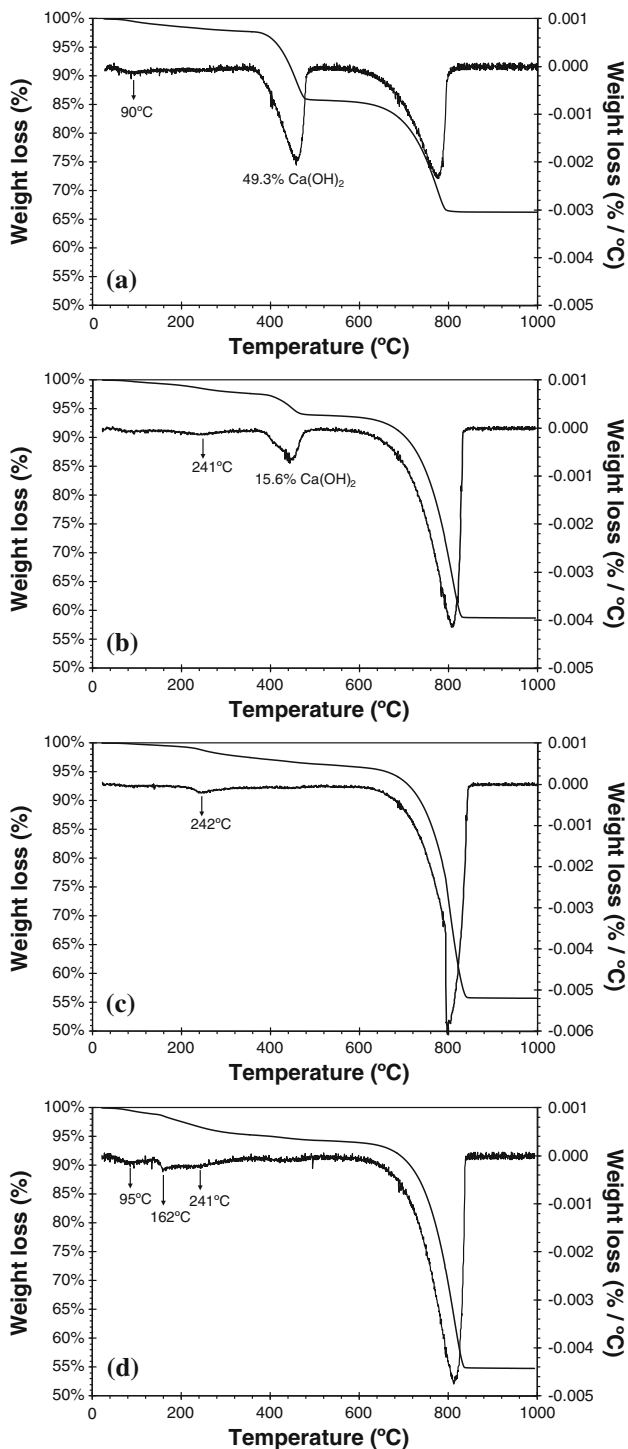 100%
95%
90%
85%
80%
75%
70%
65%
60%
55%
50%
Weight loss (%)
0.001
0.000
-0.001
-0.002
-0.003
-0.004
-0.005
Weight loss (% / ºC)
90ºC
49.3% Ca(OH)₂
(a)
0 200 400 600 800 1000
Temperature (ºC)
100%
95%
90%
85%
80%
75%
70%
65%
60%
55%
50%
Weight loss (%)
0.001
0.000
-0.001
-0.002
-0.003
-0.004
-0.005
Weight loss (% / ºC)
241ºC
15.6% Ca(OH)₂
(b)
0 200 400 600 800 1000
Temperature (ºC)
100%
95%
90%
85%
80%
75%
70%
65%
60%
55%
50%
Weight loss (%)
0.001
0.000
-0.001
-0.002
-0.003
-0.004
-0.005
-0.006
Weight loss (% / ºC)
242ºC
(c)
0 200 400 600 800 1000
Temperature (ºC)
100%
95%
90%
85%
80%
75%
70%
65%
60%
55%
50%
Weight loss (%)
0.001
0.000
-0.001
-0.002
-0.003
-0.004
-0.005
Weight loss (% / ºC)
95ºC
162ºC
241ºC
(d)
0 200 400 600 800 1000
Temperature (ºC)